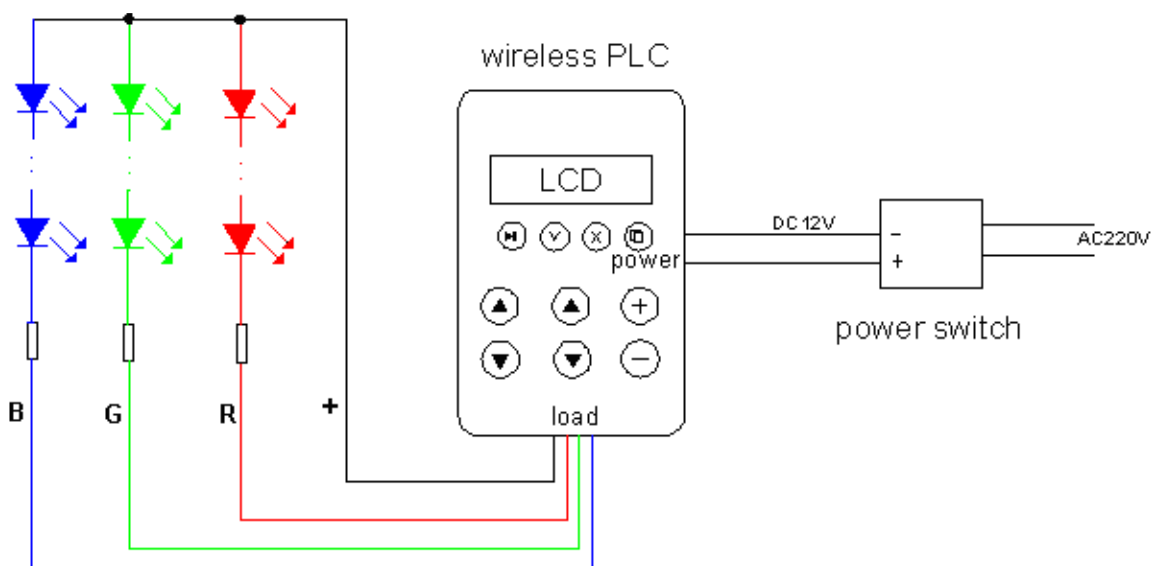 wireless PLC
LCD
DC 12V
AC220V
power
power switch
B
G
R
+
load